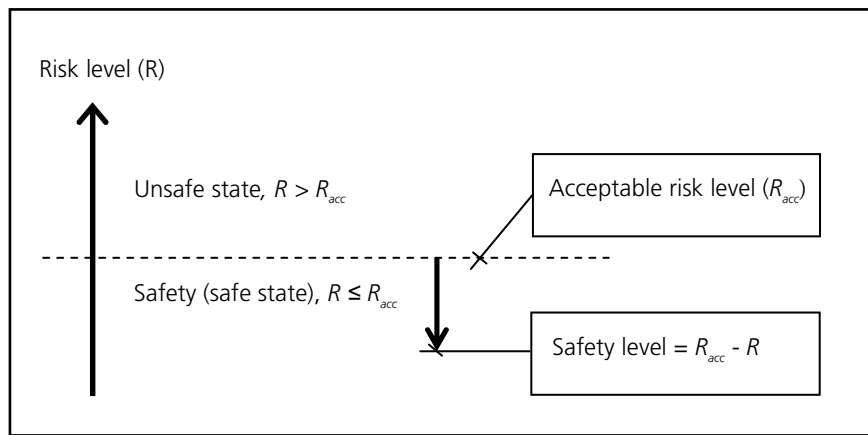 Risk level (R)
Unsafe state, R > Racc
Acceptable risk level (Racc)
Safety (safe state), R ≤ Racc
Safety level = Racc - R